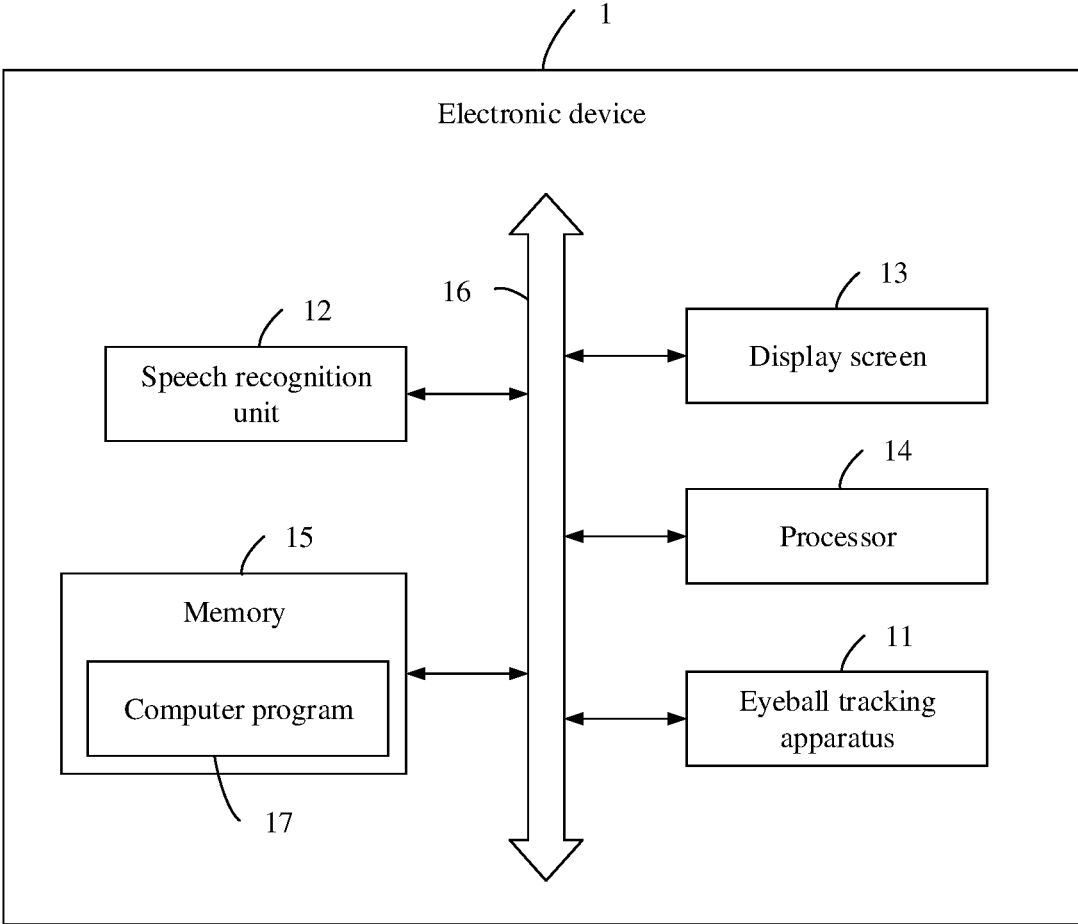 1
Electronic device
16
13
12
Display screen
Speech recognition
unit
14
Processor
15
Memory
11
Computer program
Eyeball tracking
apparatus
17